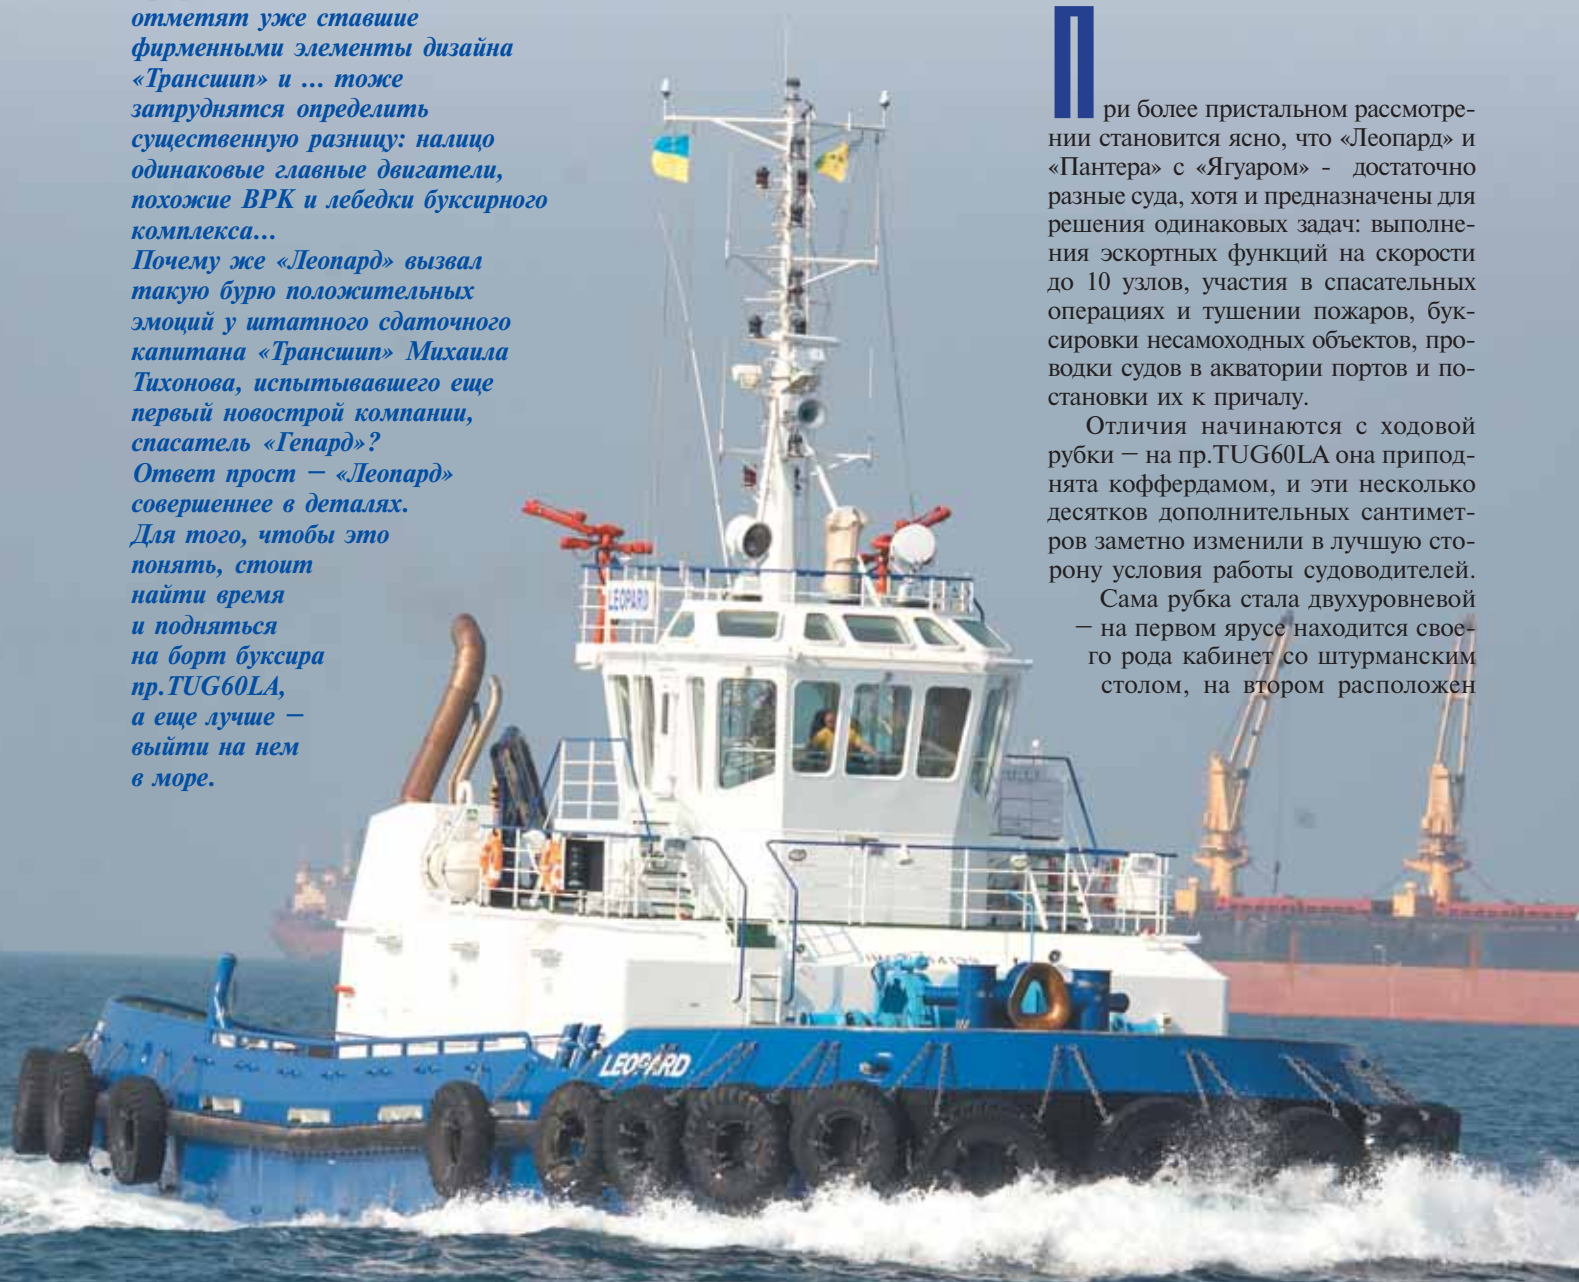 отметят уже ставшие
фирменными элементы дизайна
«Трансшип» и ... тоже
затруднятся определить
существенную разницу: налицо
одинаковые главные двигатели,
похожие ВРК и лебедки буксирного
комплекса...
Почему же «Леопард» вызвал
такую бурю положительных
эмоций у штатного сдаточного
капитана «Трансшип» Михаила
Тихонова, испытывавшего еще
первый новострой компании,
спасатель «Гепард»?
Ответ прост — «Леопард»
совершеннее в деталях.
Для того, чтобы это
понять, стоит
найти время
и подняться
на борт буксира
пр.TUG60LA,
а еще лучше —
выйти на нем
в море.
При более пристальном рассмотре-
нии становится ясно, что «Леопард» и
«Пантера» с «Ягуаром» - достаточно
разные суда, хотя и предназначены для
решения одинаковых задач: выполне-
ния эскортных функций на скорости
до 10 узлов, участия в спасательных
операциях и тушении пожаров, бук-
сировки несамоходных объектов, про-
водки судов в акватории портов и по-
становки их к причалу.
Отличия начинаются с ходовой
рубки — на пр.TUG60LA она припод-
нята коффердамом, и эти несколько
десятков дополнительных сантимет-
ров заметно изменили в лучшую сто-
рону условия работы судоводителей.
Сама рубка стала двухуровневой
— на первом ярусе находится свое-
го рода кабинет со штурманским
столом, на втором расположен
LEOPARD
LEOPARD